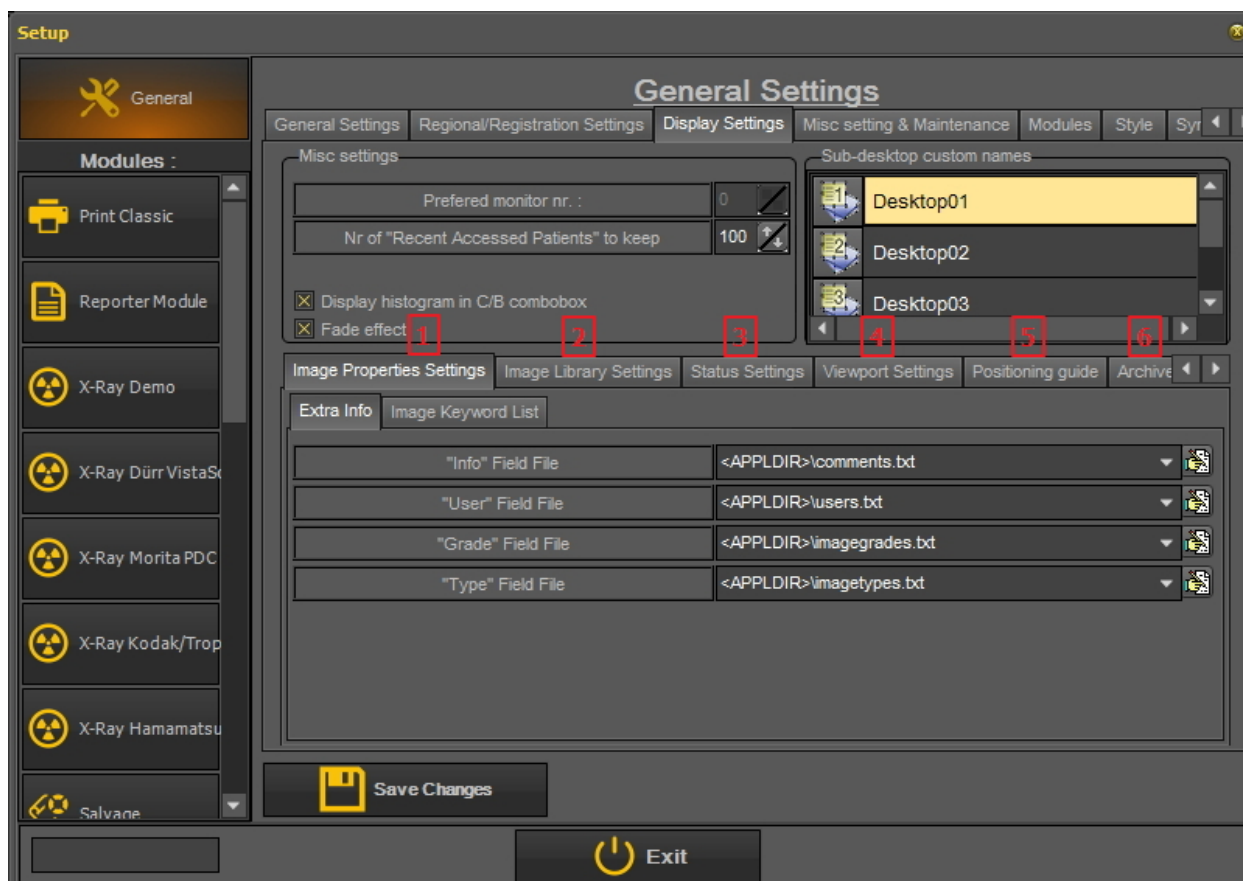 Setup
General
Modules :
Print Classic
Reporter Module
X-Ray Demo
X-Ray Dürr VistaSc
X-Ray Morita PDC
X-Ray Kodak/Trop
X-Ray Hamamatsu
Salvage
General Settings
General Settings Regional/Registration Settings Display Settings Misc setting & Maintenance Modules Style Syr
Misc settings
Prefered monitor nr. : 0
Nr of "Recent Accessed Patients" to keep 100
Display histogram in C/B combobox
Fade effect
Sub-desktop custom names
1 Desktop01
2 Desktop02
3 Desktop03
1 2 3 4 5 6
Image Properties Settings Image Library Settings Status Settings Viewport Settings Positioning guide Archive
Extra Info Image Keyword List
"Info" Field File <APPLDIR>\comments.txt
"User" Field File <APPLDIR>\users.txt
"Grade" Field File <APPLDIR>\imagegrades.txt
"Type" Field File <APPLDIR>\imagetypes.txt
Save Changes
Exit